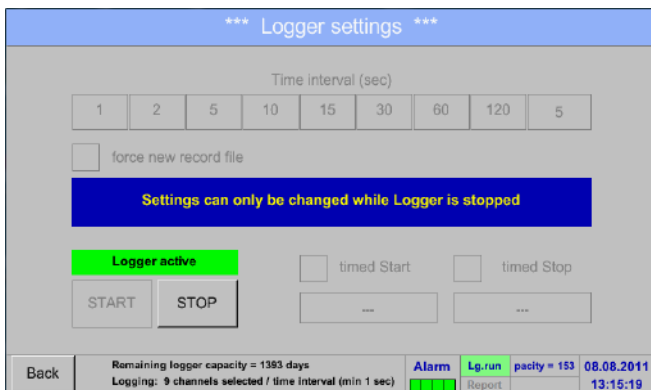 *** Logger settings ***
Time interval (sec)
1 2 5 10 15 30 60 120 5
force new record file
Settings can only be changed while Logger is stopped
Logger active
timed Start timed Stop
START STOP --- ---
Back
Remaining logger capacity = 1393 days
Logging: 9 channels selected / time interval (min 1 sec)
Alarm Lg.run pacity = 153 08.08.2011
Report 13:15:19